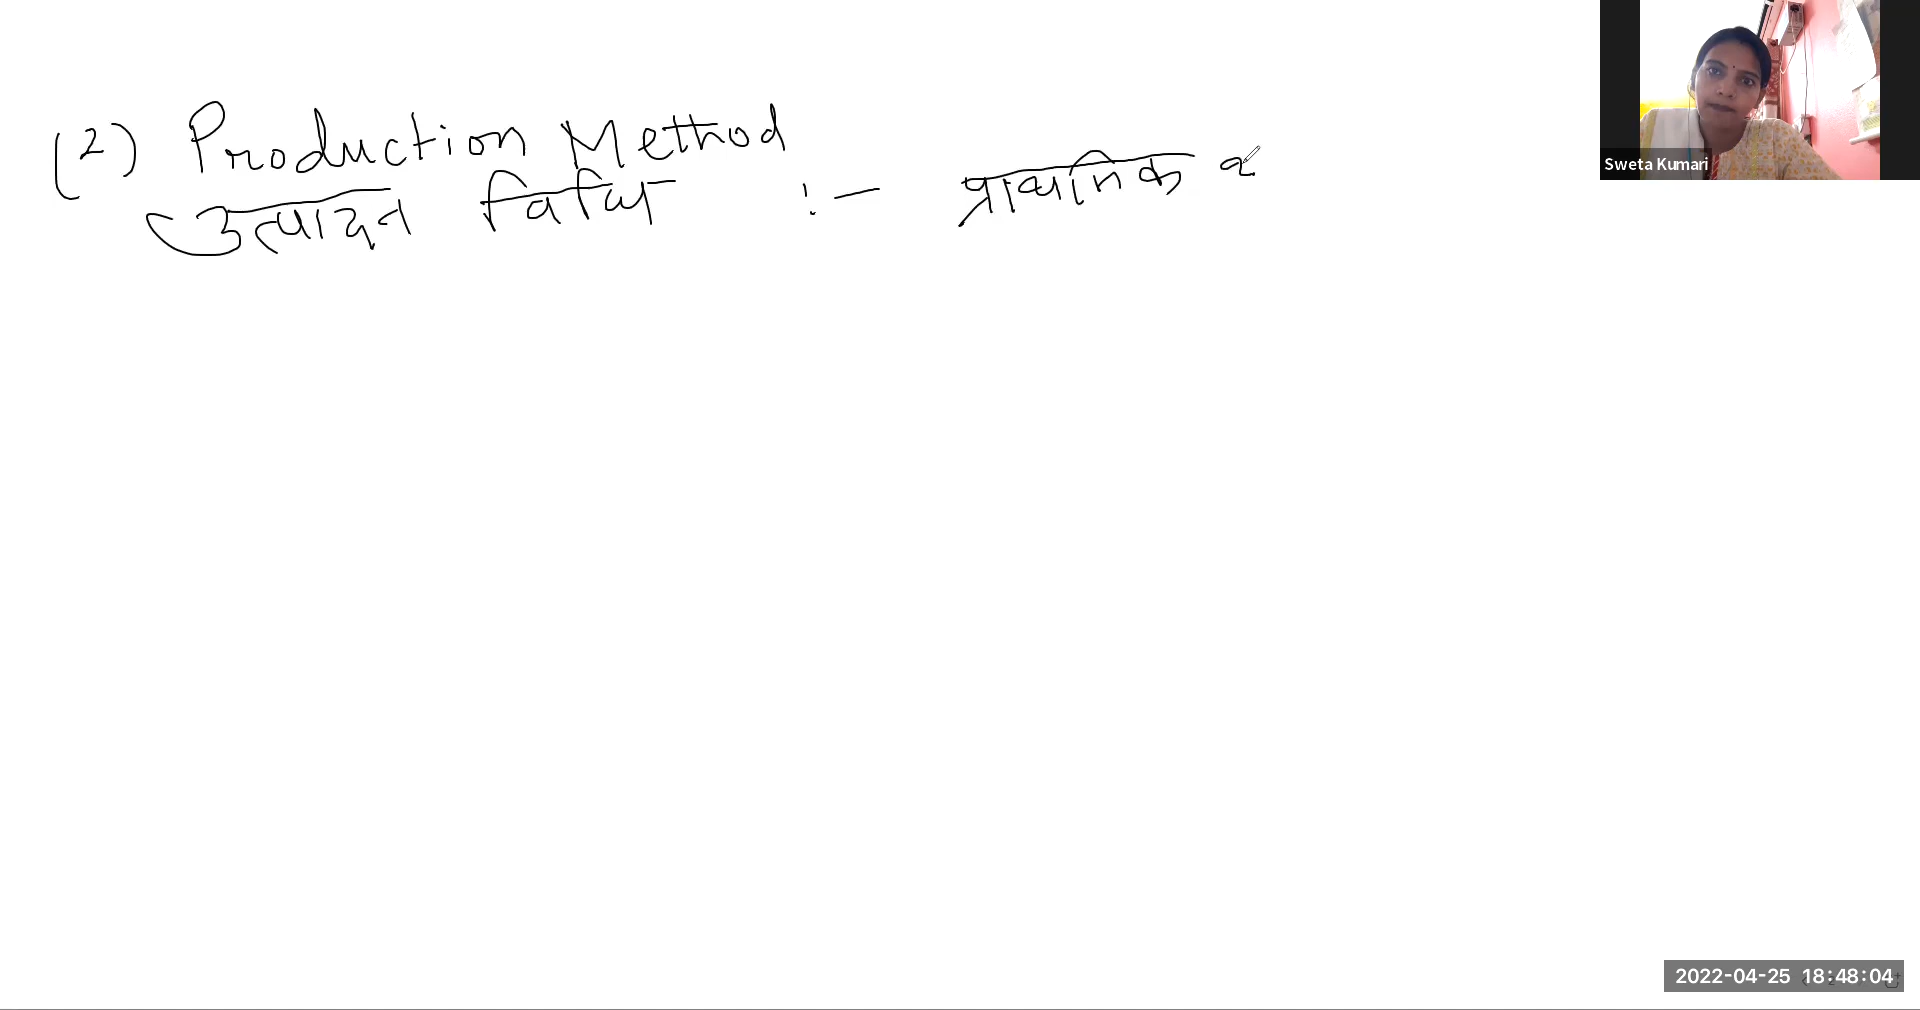 (2) Production Method
उत्पादन विधि :- प्राथमिक
Sweta Kumari
2022-04-25 18:48:04